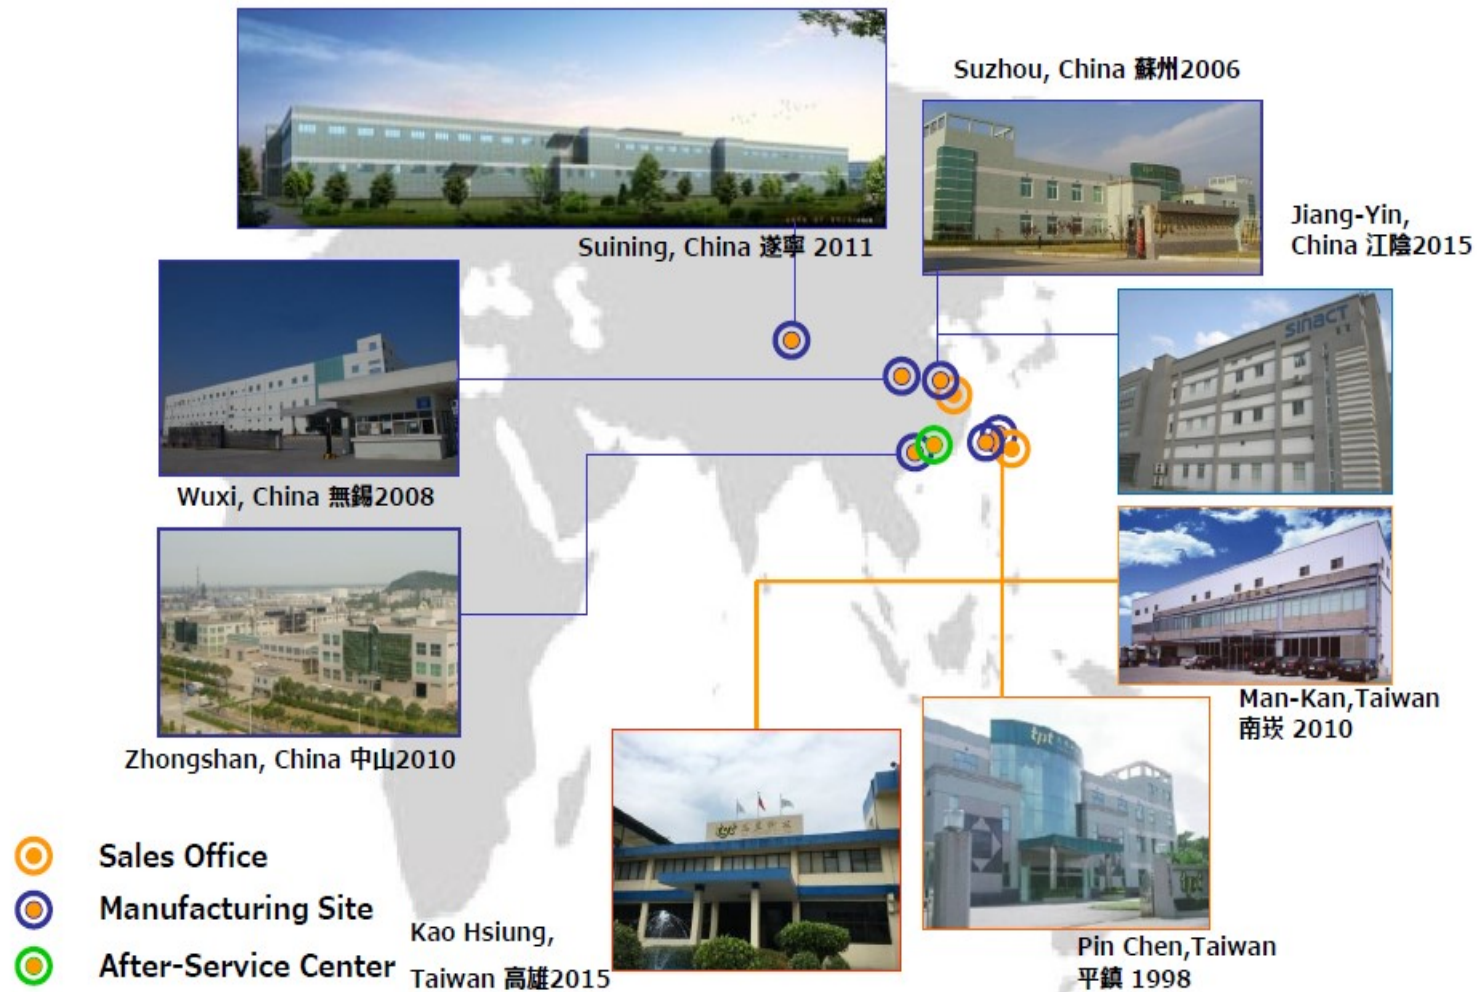 Suzhou, China 蘇州2006
Jiang-Yin,
China 江陰2015
Suining, China 遂寧 2011
sinact
Wuxi, China 無錫2008
Man-Kan,Taiwan
南崁 2010
tpt
Zhongshan, China 中山2010
tpt
Sales Office
Manufacturing Site
After-Service Center
Kao Hsiung,
Taiwan 高雄2015
Pin Chen,Taiwan
平鎮 1998